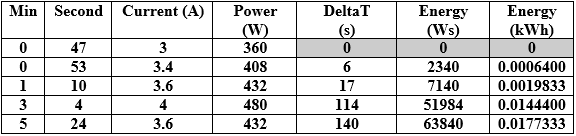 Min Second Current (A) Power (W) DeltaT (s) Energy (Ws) Energy (kWh)
0 47 3 360 0 0 0
0 53 3.4 408 6 2340 0.0006400
1 10 3.6 432 17 7140 0.0019833
3 4 4 480 114 51984 0.0144400
5 24 3.6 432 140 63840 0.0177333